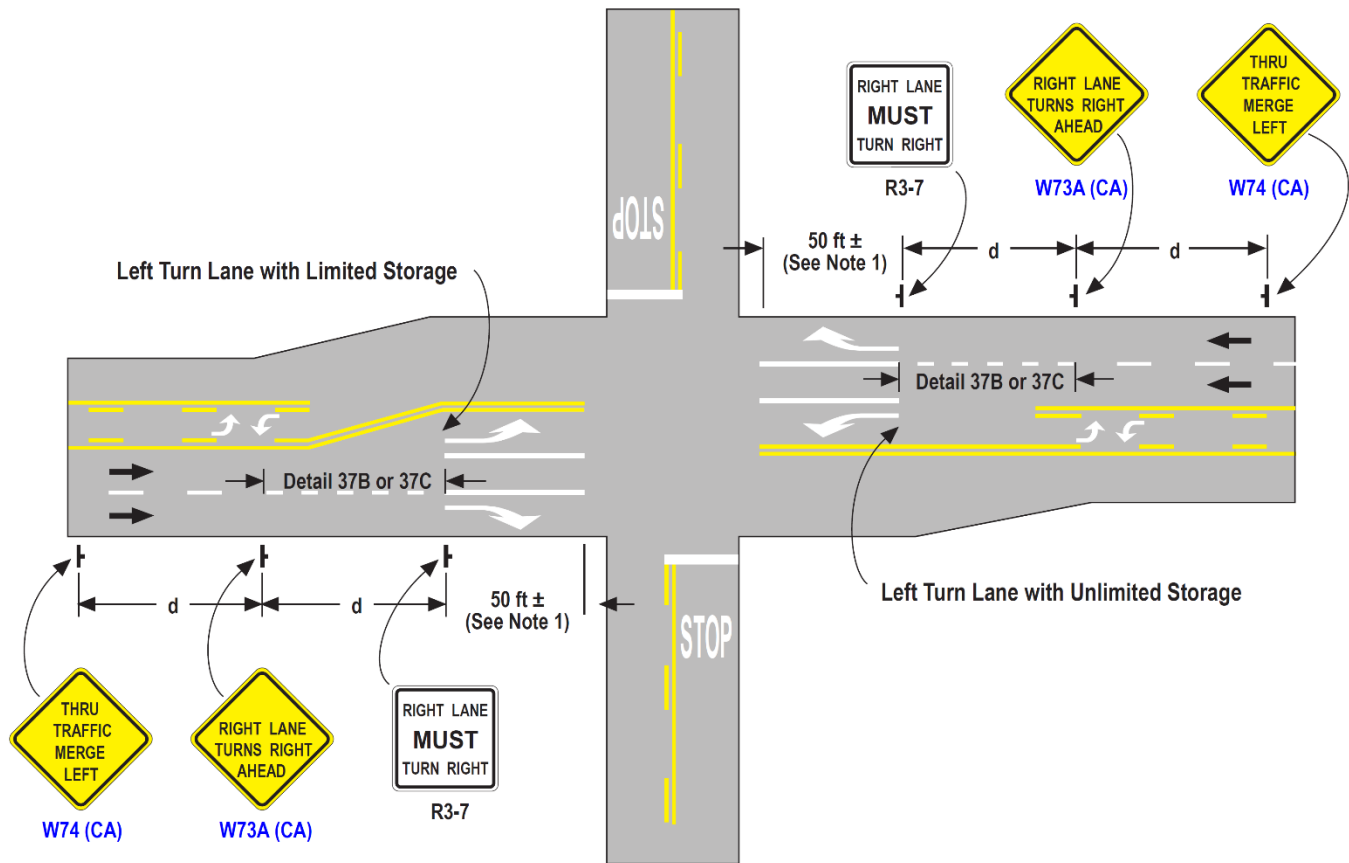 RIGHT LANE
MUST
TURN RIGHT
R3-7
RIGHT LANE
TURNS RIGHT
AHEAD
W73A (CA)
THRU
TRAFFIC
MERGE
LEFT
W74 (CA)
STOP
50 ft ±
(See Note 1)
d
d
Left Turn Lane with Limited Storage
Detail 37B or 37C
Detail 37B or 37C
Left Turn Lane with Unlimited Storage
d
d
50 ft ±
(See Note 1)
STOP
THRU
TRAFFIC
MERGE
LEFT
W74 (CA)
RIGHT LANE
TURNS RIGHT
AHEAD
W73A (CA)
RIGHT LANE
MUST
TURN RIGHT
R3-7